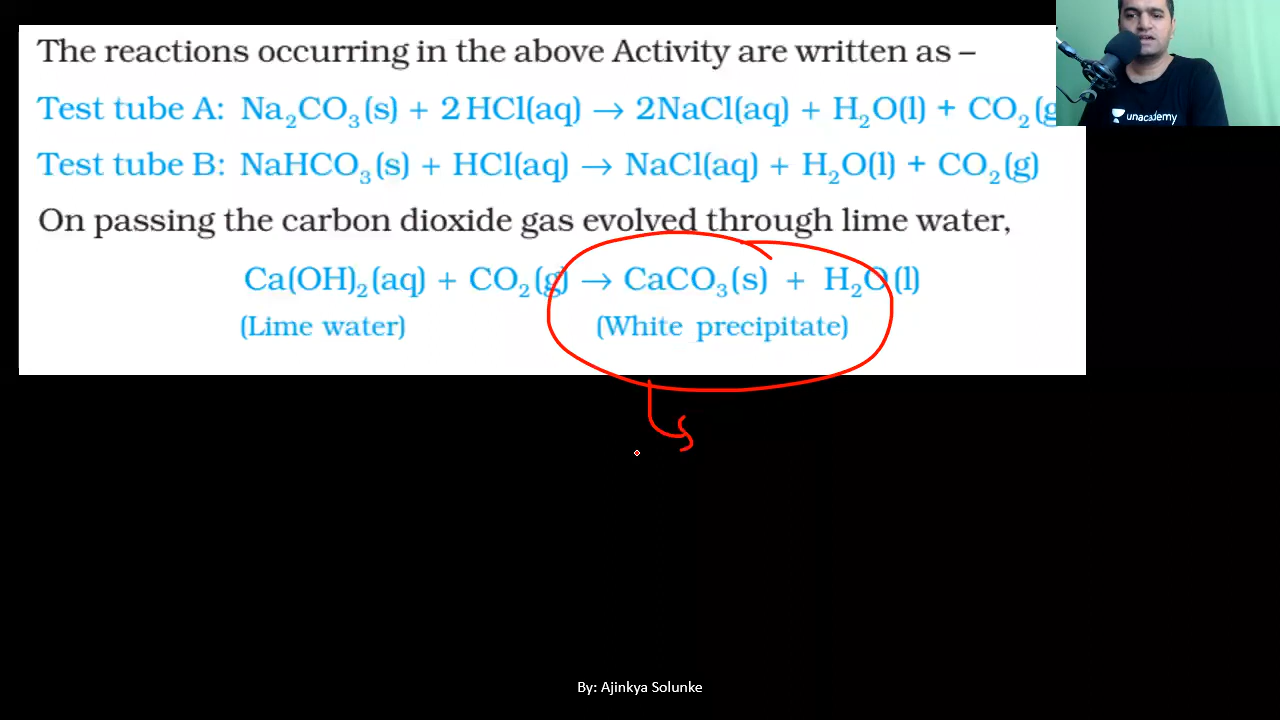 The reactions occurring in the above Activity are written as –
Test tube A: Na₂CO₃(s) + 2 HCl(aq) → 2NaCl(aq) + H₂O(l) + CO₂(g
Test tube B: NaHCO₃(s) + HCl(aq) → NaCl(aq) + H₂O(l) + CO₂(g)
On passing the carbon dioxide gas evolved through lime water,
Ca(OH)₂(aq) + CO₂(g) → CaCO₃(s) + H₂O(l)
(Lime water) (White precipitate)
unacademy
By: Ajinkya Solunke